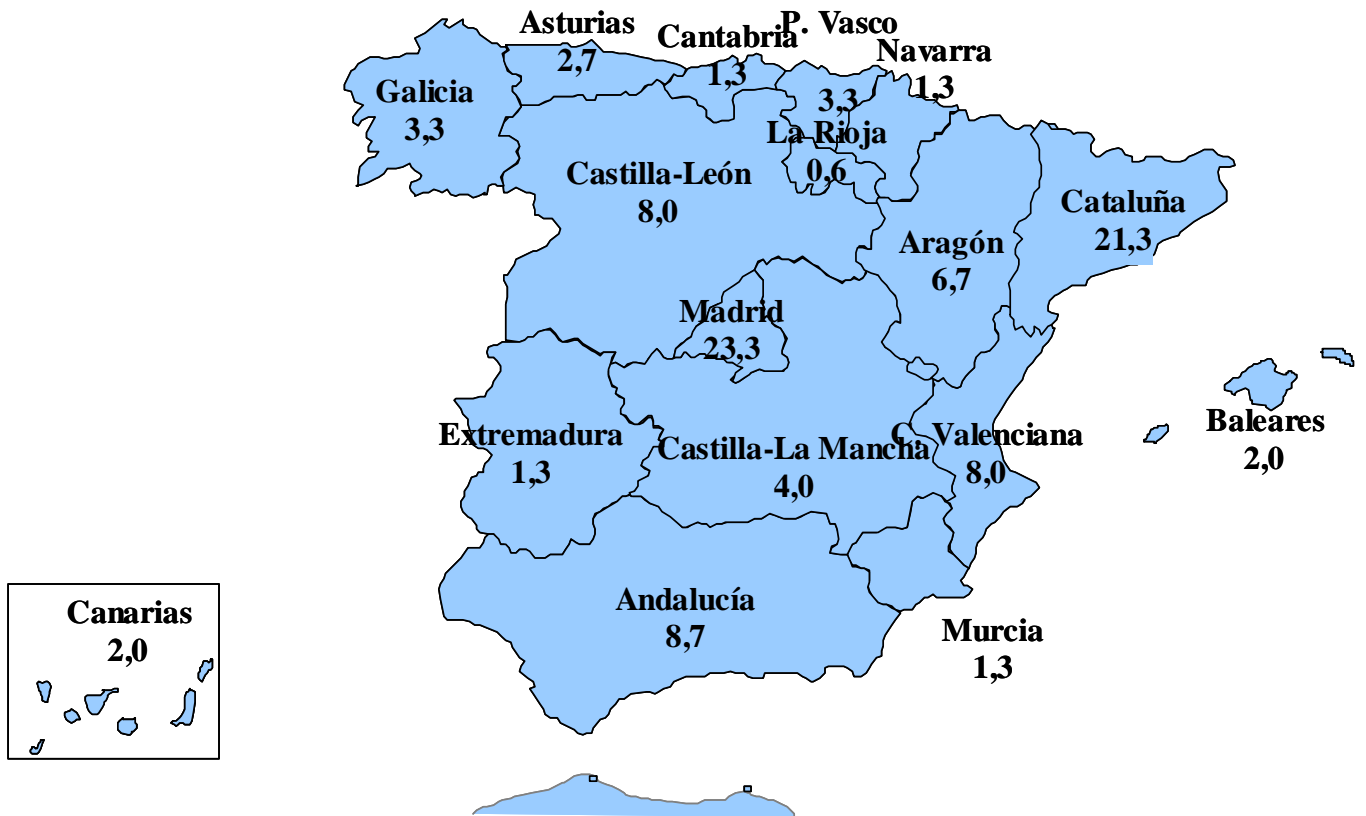 Asturias
2,7
Cantabria
1,3
P. Vasco
3,3
Navarra
1,3
Galicia
3,3
La Rioja
0,6
Castilla-León
8,0
Cataluña
21,3
Aragón
6,7
Madrid
23,3
Baleares
2,0
Extremadura
1,3
Castilla-La Mancha
4,0
C. Valenciana
8,0
Andalucía
8,7
Murcia
1,3
Canarias
2,0